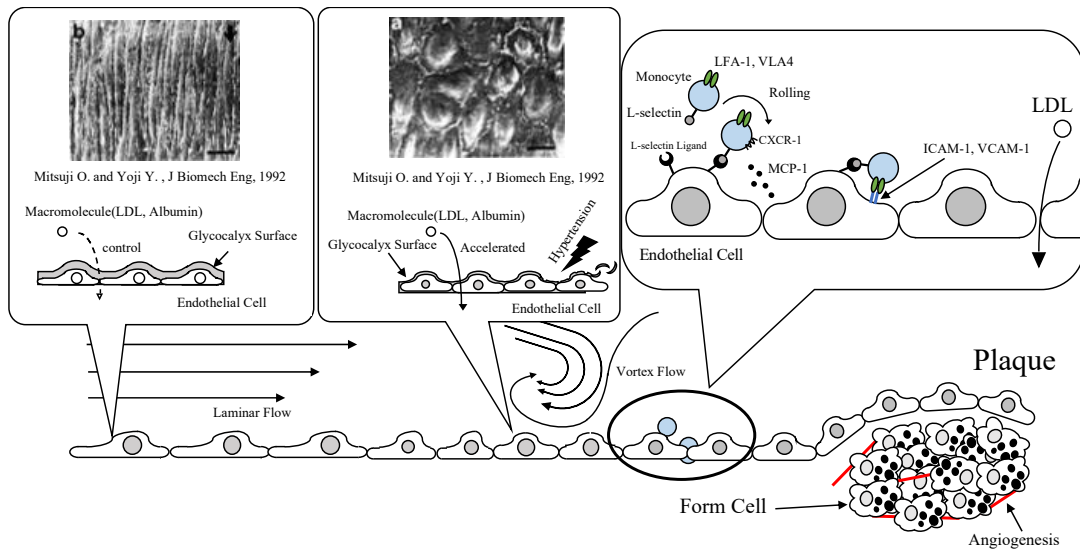 b
Mitsuji O. and Yoji Y. , J Biomech Eng, 1992
Macromolecule(LDL, Albumin)
control
Glycocalyx Surface
Endothelial Cell
a
Mitsuji O. and Yoji Y. , J Biomech Eng, 1992
Macromolecule(LDL, Albumin)
Glycocalyx Surface
Accelerated
Hypertension
Endothelial Cell
LFA-1, VLA4
Monocyte
Rolling
L-selectin
CXCR-1
L-selectin Ligand
MCP-1
ICAM-1, VCAM-1
LDL
Endothelial Cell
Laminar Flow
Vortex Flow
Plaque
Form Cell
Angiogenesis